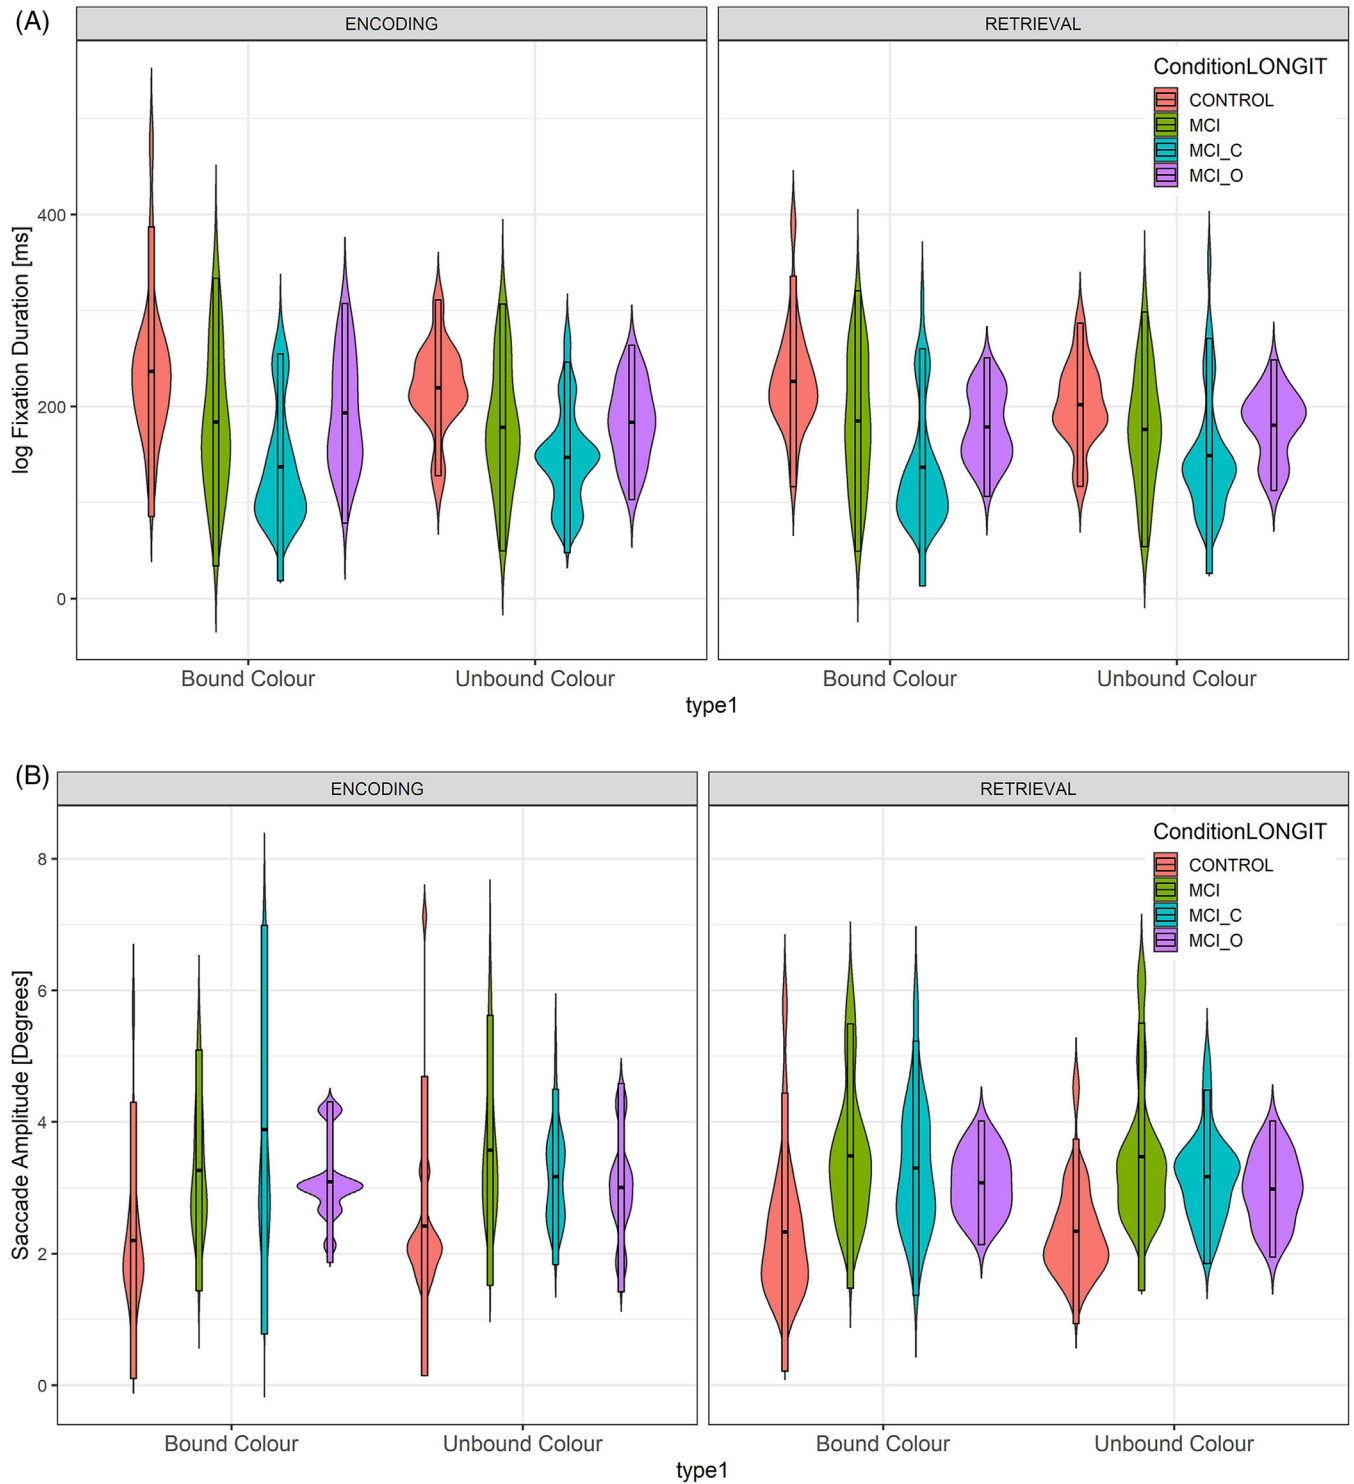 (A)
ENCODING
RETRIEVAL
ConditionLONGIT
CONTROL
MCI
MCI_C
MCI_O
log Fixation Duration [ms]
400
200
0
Bound Colour
Unbound Colour
Bound Colour
Unbound Colour
type1
(B)
ENCODING
RETRIEVAL
ConditionLONGIT
CONTROL
MCI
MCI_C
MCI_O
Saccade Amplitude [Degrees]
8
6
4
2
0
Bound Colour
Unbound Colour
Bound Colour
Unbound Colour
type1